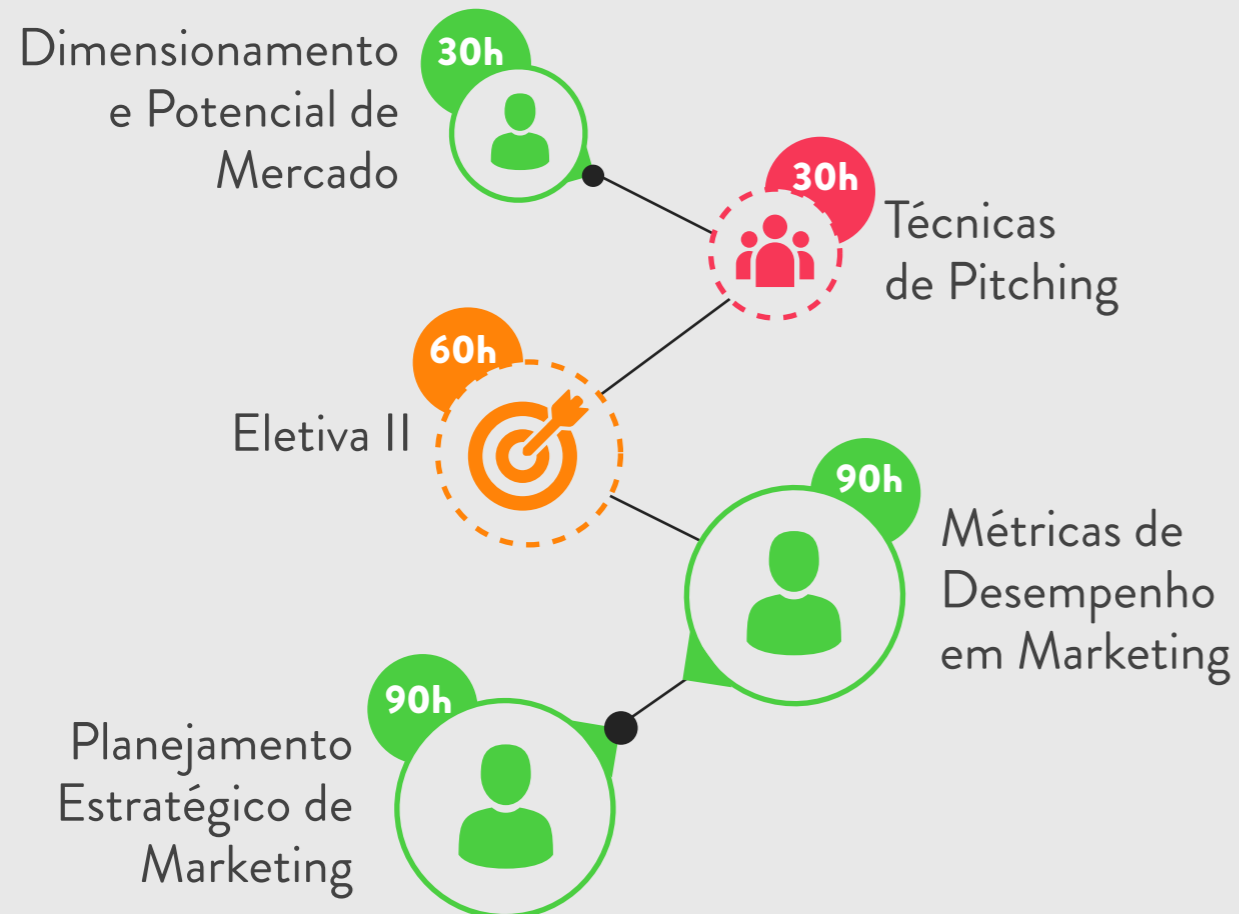 Dimensionamento
e Potencial de
Mercado
30h
30h
Técnicas
de Pitching
60h
Eletiva II
90h
Métricas de
Desempenho
em Marketing
90h
Planejamento
Estratégico de
Marketing